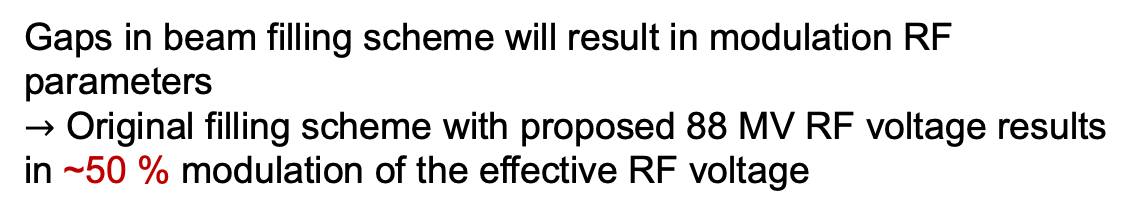 Gaps in beam filling scheme will result in modulation RF
parameters
→ Original filling scheme with proposed 88 MV RF voltage results
in ~50 % modulation of the effective RF voltage